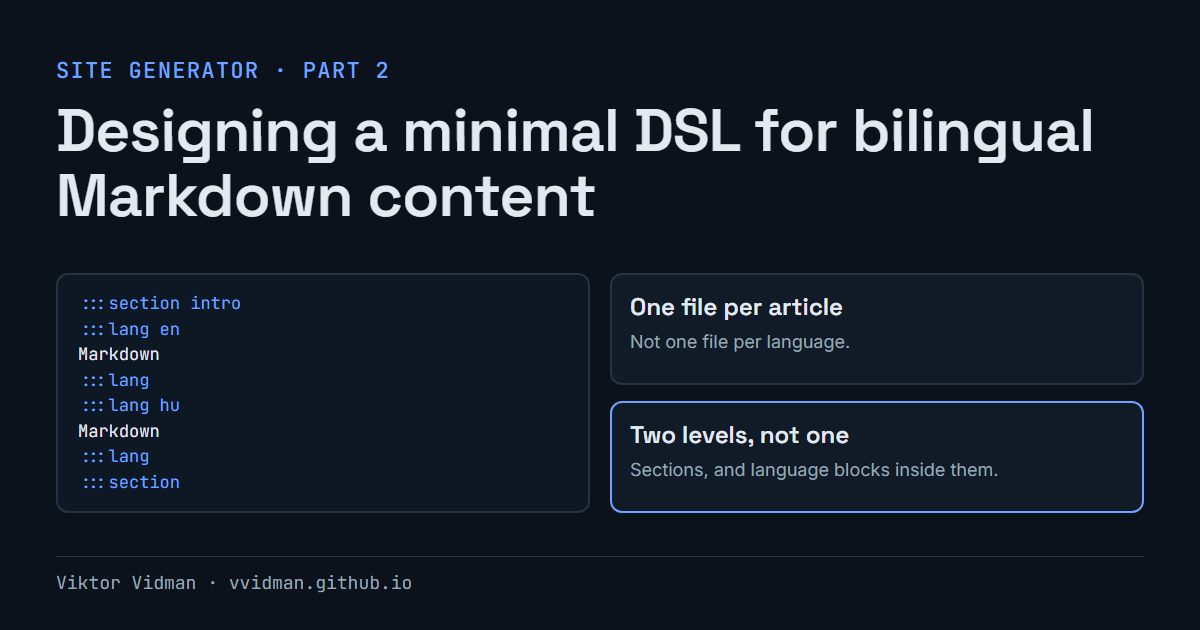 SITE GENERATOR · PART 2
Designing a minimal DSL for bilingual
Markdown content
:::section intro
:::lang en
Markdown
:::lang
:::lang hu
Markdown
:::lang
:::section
One file per article
Not one file per language.
Two levels, not one
Sections, and language blocks inside them.
Viktor Vidman · vvidman.github.io